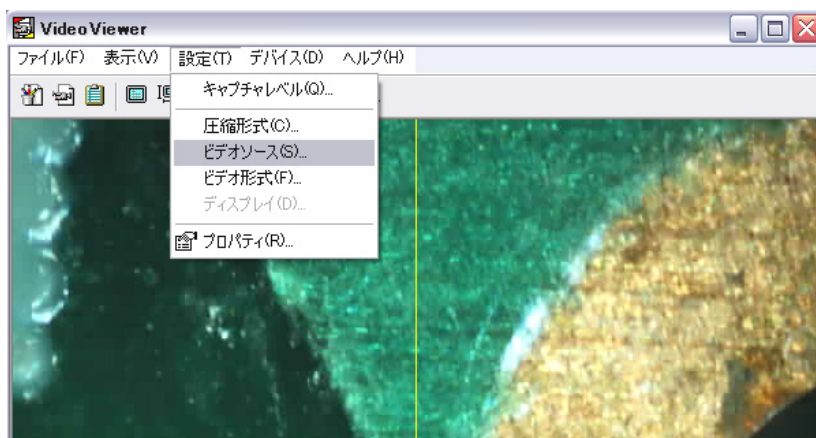 VideoViewer
ファイル(F) 表示(V) 設定(T) デバイス(D) ヘルプ(H)
キャプチャレベル(Q)...
圧縮形式(C)...
ビデオソース(S)...
ビデオ形式(F)...
ディスプレイ(D)...
プロパティ(R)...